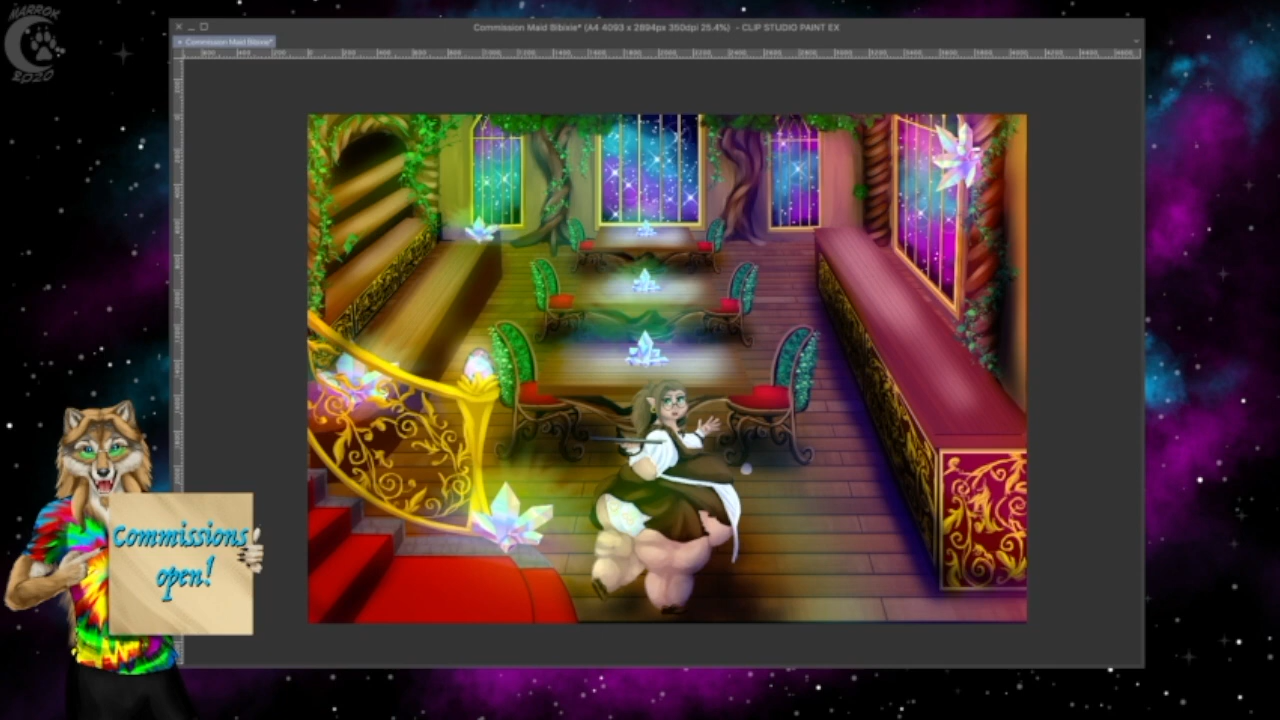 MARROK
2020
Commission Maid Bibixie* (A4 4093 x 2894px 350dpi 25.4%) - CLIP STUDIO PAINT EX
Commission Maid Bibixie*
Commissions
open!